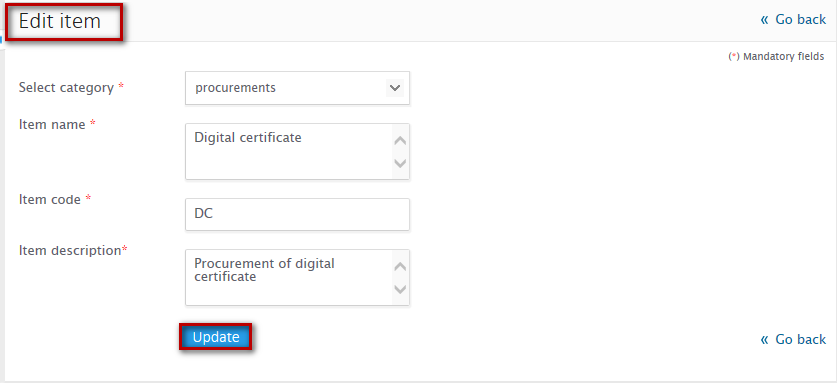 Edit item
« Go back
(*) Mandatory fields
Select category * procurements
Item name * Digital certificate
Item code * DC
Item description* Procurement of digital
certificate
Update
« Go back